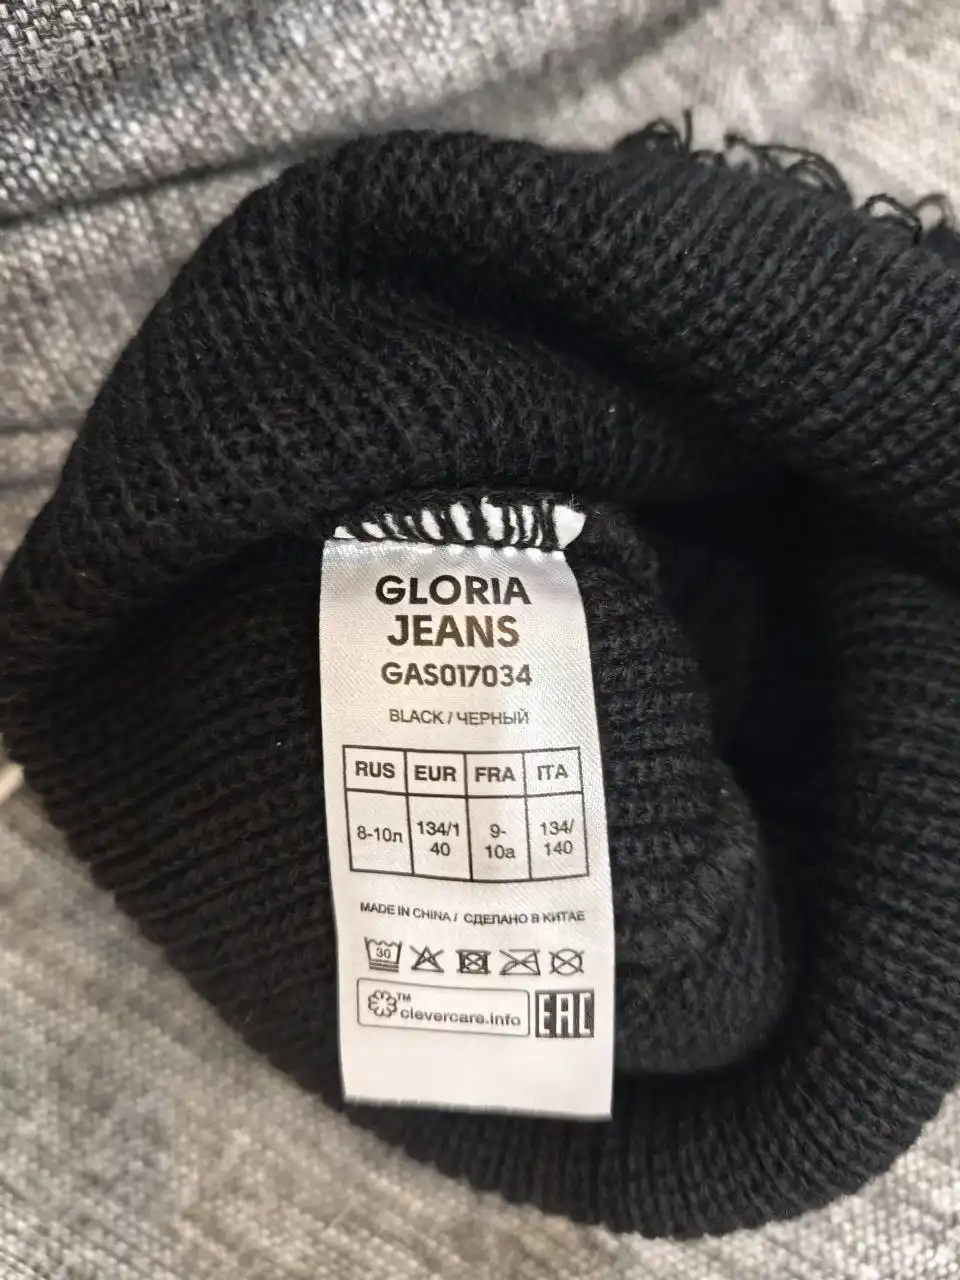 GLORIA
JEANS
GAS017034
BLACK / ЧЕРНЫЙ
RUS EUR FRA ITA
8-10л 134/1 9- 134/
40 10a 140
MADE IN CHINA / СДЕЛАНО В КИТАЕ
30
TM
clevercare.info
EAC